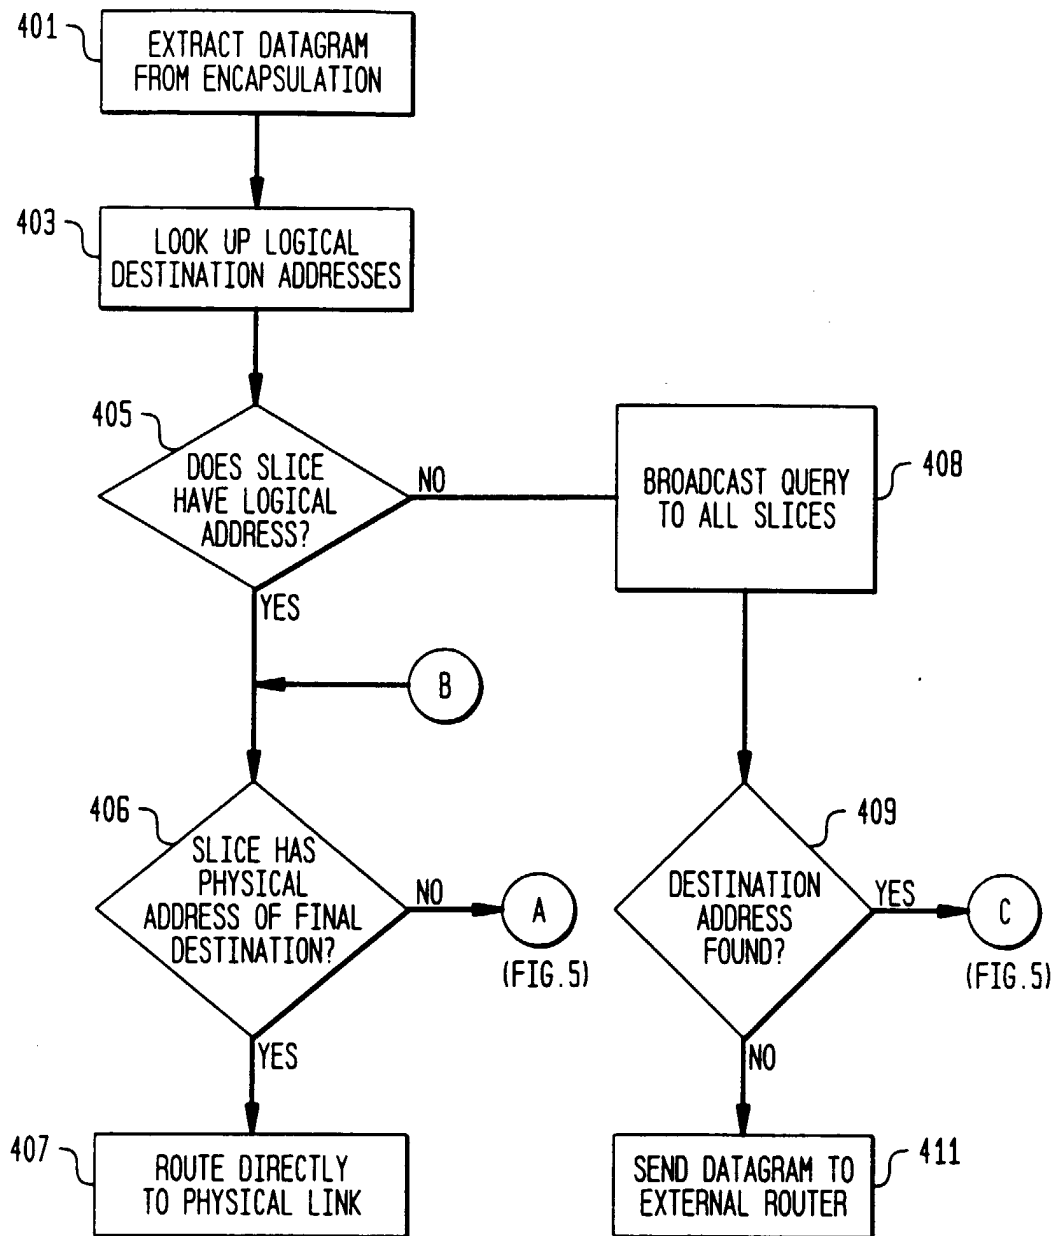 401
EXTRACT DATAGRAM
FROM ENCAPSULATION
403
LOOK UP LOGICAL
DESTINATION ADDRESSES
405
DOES SLICE
HAVE LOGICAL
ADDRESS?
NO
YES
BROADCAST QUERY
TO ALL SLICES
408
B
406
SLICE HAS
PHYSICAL
ADDRESS OF FINAL
DESTINATION?
NO
A
(FIG.5)
YES
409
DESTINATION
ADDRESS
FOUND?
YES
C
(FIG.5)
NO
407
ROUTE DIRECTLY
TO PHYSICAL LINK
SEND DATAGRAM TO
EXTERNAL ROUTER
411